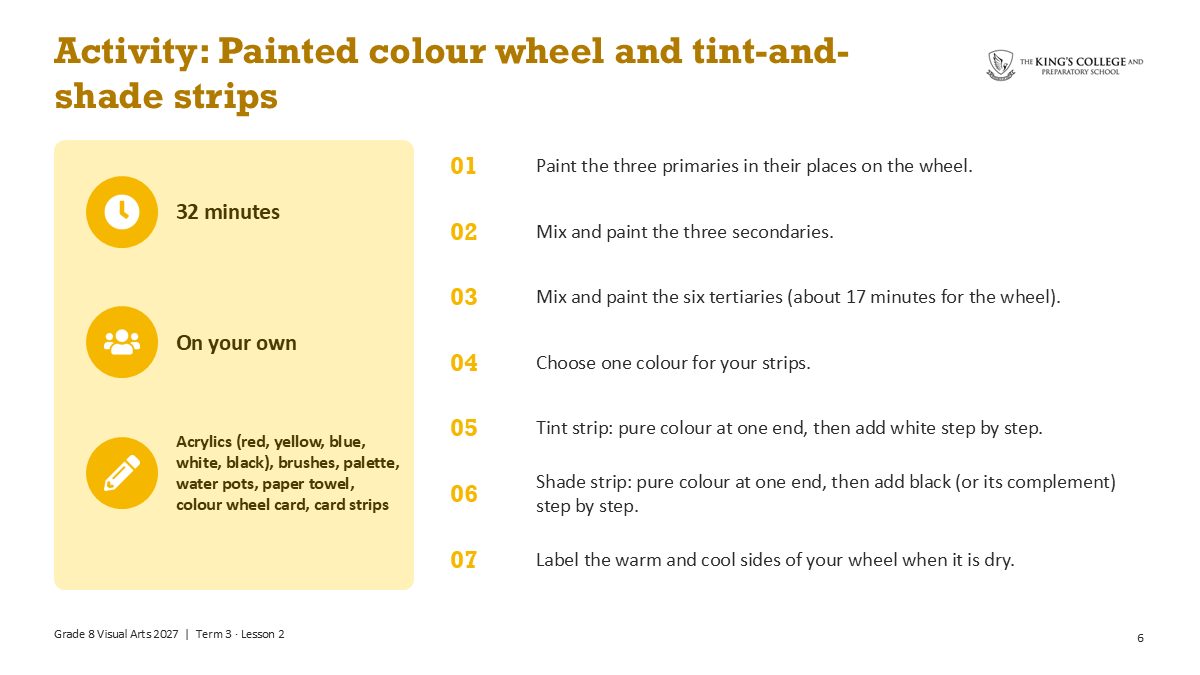 Activity: Painted colour wheel and tint-and-
shade strips
THE KING'S COLLEGE AND
PREPARATORY SCHOOL
32 minutes
On your own
Acrylics (red, yellow, blue,
white, black), brushes, palette,
water pots, paper towel,
colour wheel card, card strips
01 Paint the three primaries in their places on the wheel.
02 Mix and paint the three secondaries.
03 Mix and paint the six tertiaries (about 17 minutes for the wheel).
04 Choose one colour for your strips.
05 Tint strip: pure colour at one end, then add white step by step.
06 Shade strip: pure colour at one end, then add black (or its complement)
step by step.
07 Label the warm and cool sides of your wheel when it is dry.
Grade 8 Visual Arts 2027 | Term 3 · Lesson 2
6